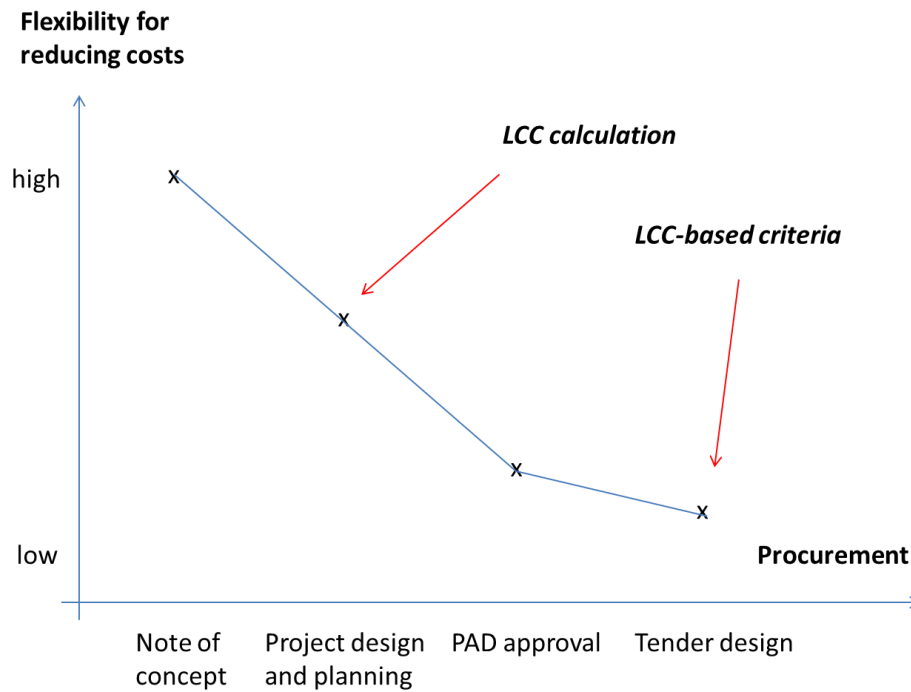 Flexibility for
reducing costs
LCC calculation
high
x
LCC-based criteria
x
x
x
low
Procurement
Note of
concept
Project design
and planning
PAD approval
Tender design